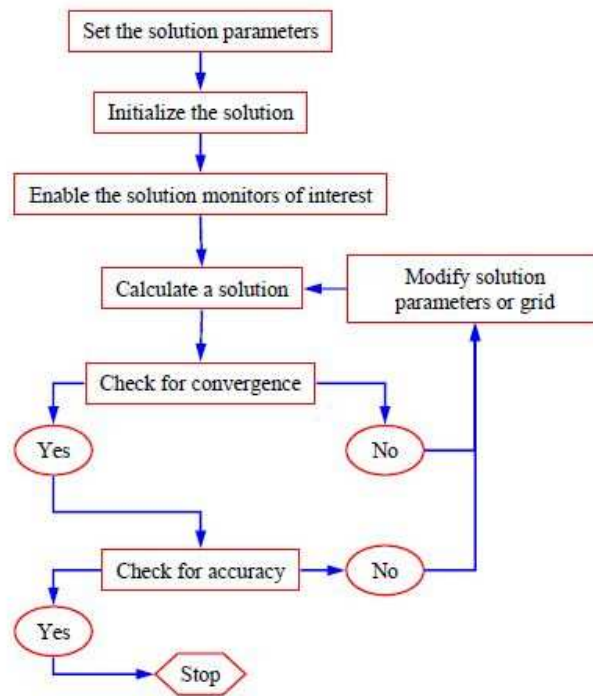 Set the solution parameters
Initialize the solution
Enable the solution monitors of interest
Calculate a solution
Modify solution
parameters or grid
Check for convergence
Yes
No
Check for accuracy
No
Yes
Stop